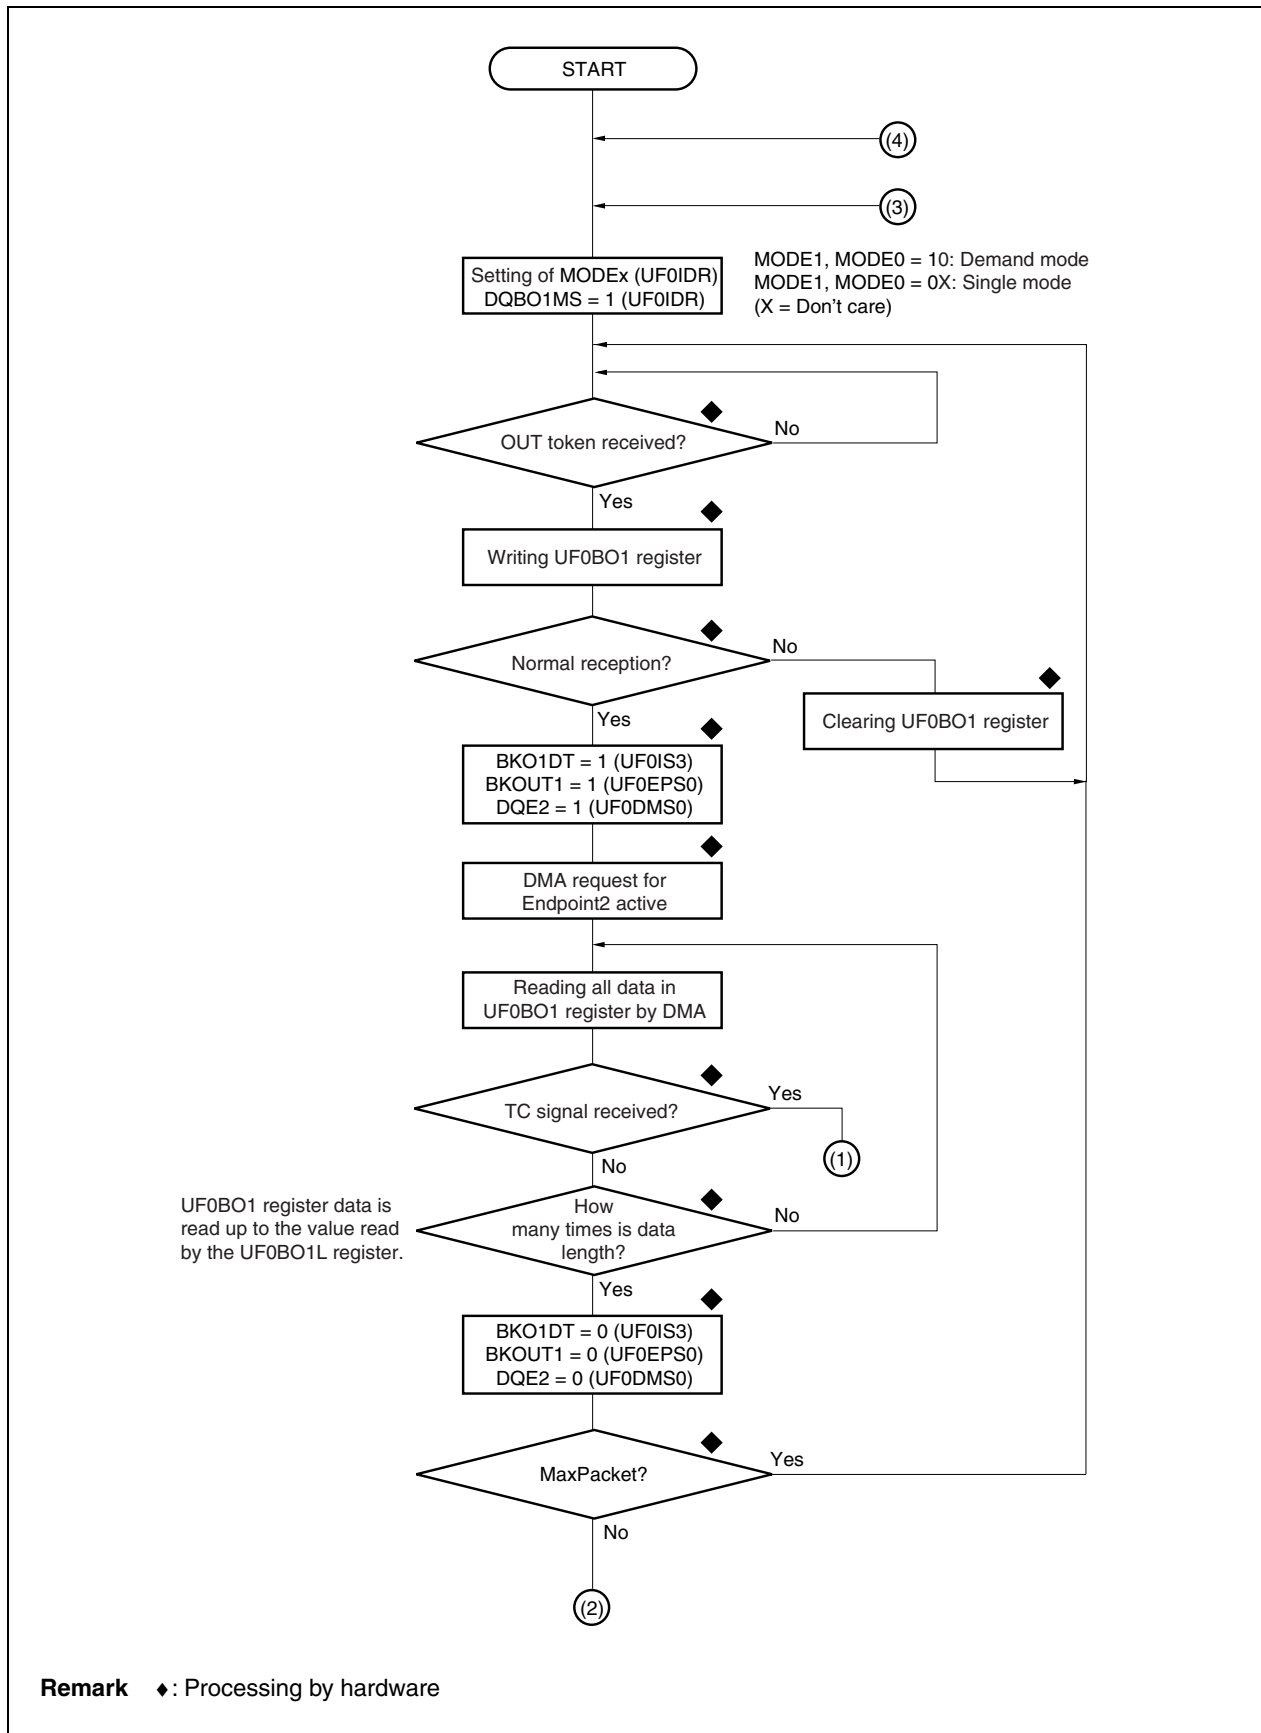 START
(4)
(3)
Setting of MODEx (UF0IDR)
DQBO1MS = 1 (UF0IDR)
MODE1, MODE0 = 10: Demand mode
MODE1, MODE0 = 0X: Single mode
(X = Don't care)
OUT token received?
No
Yes
Writing UF0BO1 register
Normal reception?
No
Yes
Clearing UF0BO1 register
BKO1DT = 1 (UF0IS3)
BKOUT1 = 1 (UF0EPS0)
DQE2 = 1 (UF0DMS0)
DMA request for
Endpoint2 active
Reading all data in
UF0BO1 register by DMA
TC signal received?
Yes
(1)
No
UF0BO1 register data is
read up to the value read
by the UF0BO1L register.
How
many times is data
length?
No
Yes
BKO1DT = 0 (UF0IS3)
BKOUT1 = 0 (UF0EPS0)
DQE2 = 0 (UF0DMS0)
MaxPacket?
Yes
No
(2)
Remark ♦: Processing by hardware